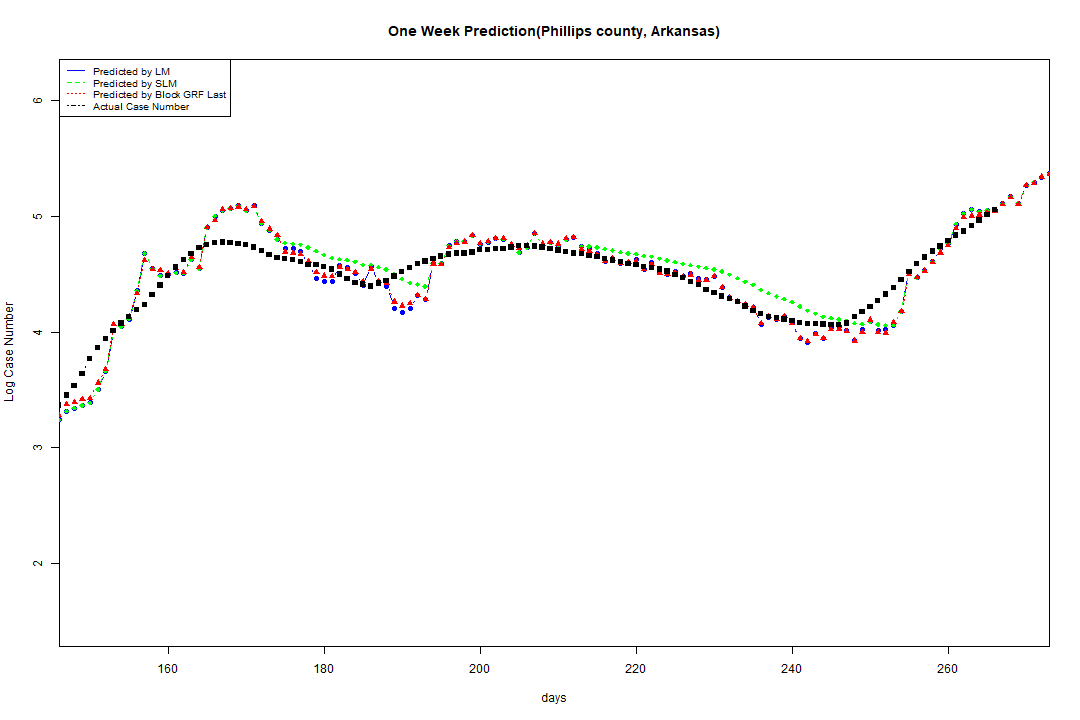 One Week Prediction(Phillips county, Arkansas)
Predicted by LM
Predicted by SLM
Predicted by Block GRF Last
Actual Case Number
6
5
4
3
2
Log Case Number
160 180 200 220 240 260
days